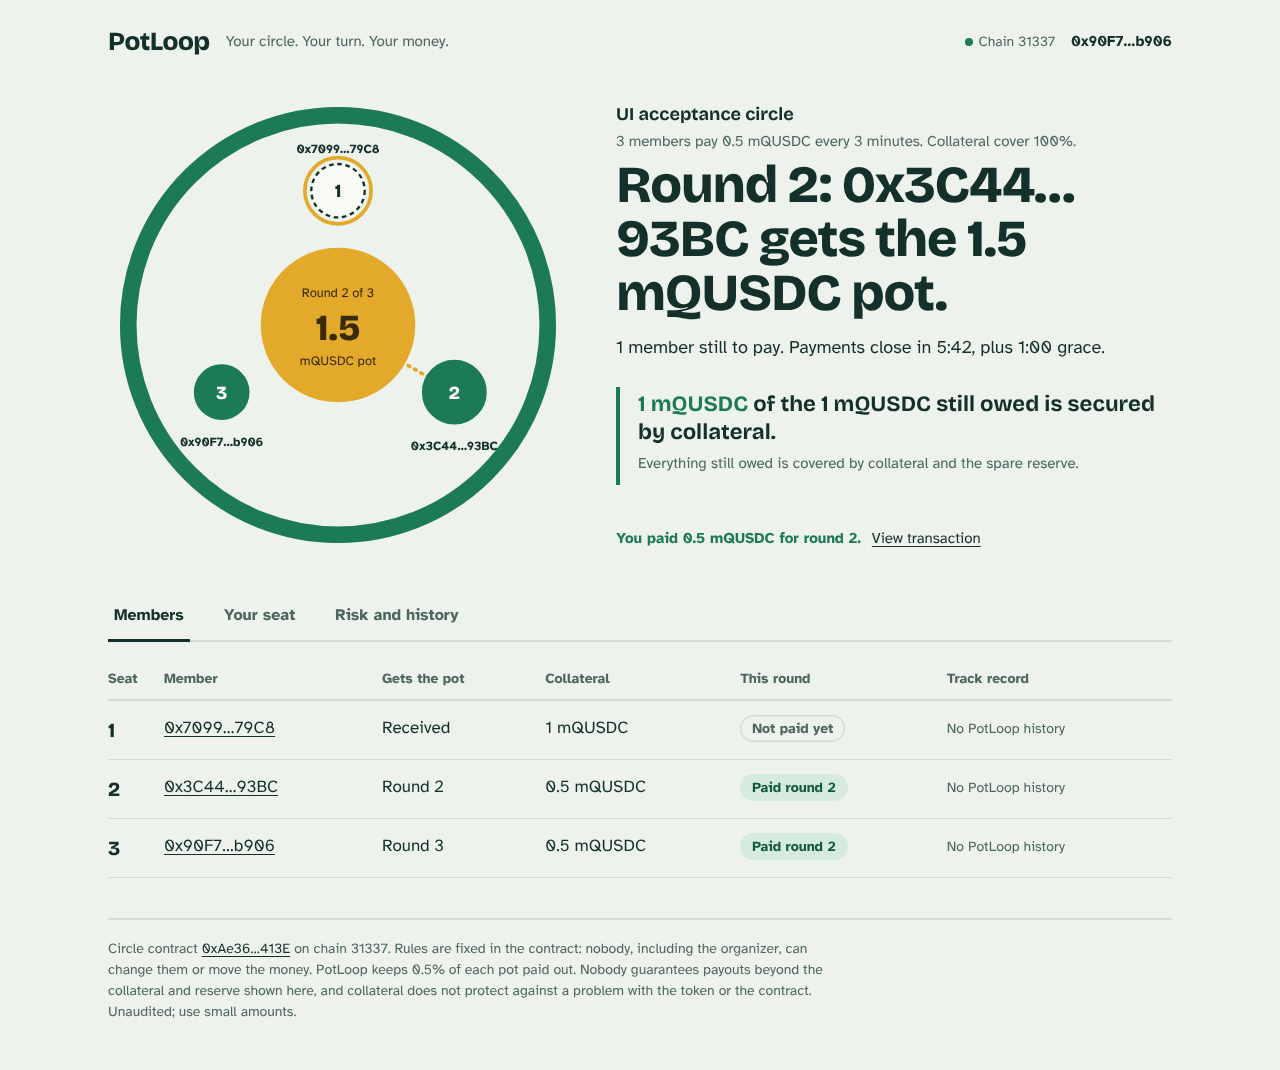 PotLoop Your circle. Your turn. Your money.
Chain 31337 0x90F7…b906
0x7099…79C8
1
Round 2 of 3
1.5
mQUSDC pot
3
2
0x90F7…b906
0x3C44…93BC
UI acceptance circle
3 members pay 0.5 mQUSDC every 3 minutes. Collateral cover 100%.
Round 2: 0x3C44…
93BC gets the 1.5
mQUSDC pot.
1 member still to pay. Payments close in 5:42, plus 1:00 grace.
1 mQUSDC of the 1 mQUSDC still owed is secured
by collateral.
Everything still owed is covered by collateral and the spare reserve.
You paid 0.5 mQUSDC for round 2. View transaction
Members Your seat Risk and history
Seat Member Gets the pot Collateral This round Track record
1 0x7099…79C8 Received 1 mQUSDC Not paid yet No PotLoop history
2 0x3C44…93BC Round 2 0.5 mQUSDC Paid round 2 No PotLoop history
3 0x90F7…b906 Round 3 0.5 mQUSDC Paid round 2 No PotLoop history
Circle contract 0xAe36…413E on chain 31337. Rules are fixed in the contract: nobody, including the organizer, can
change them or move the money. PotLoop keeps 0.5% of each pot paid out. Nobody guarantees payouts beyond the
collateral and reserve shown here, and collateral does not protect against a problem with the token or the contract.
Unaudited; use small amounts.